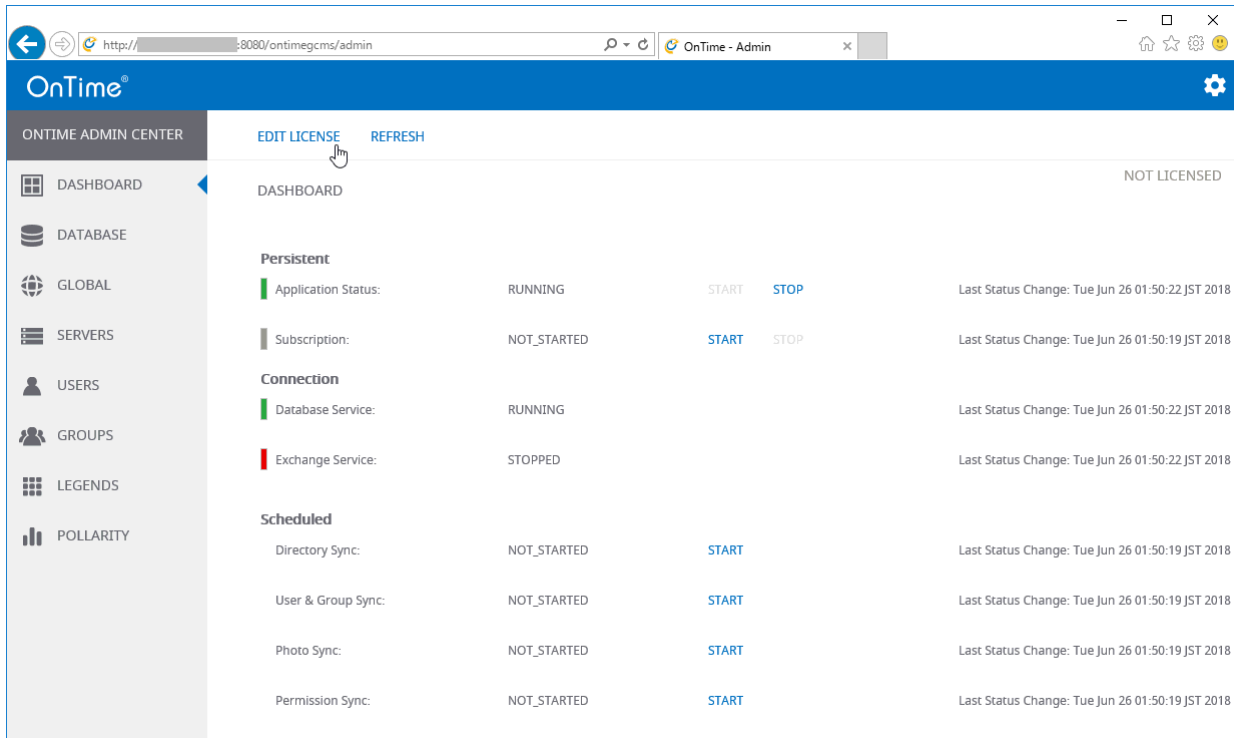 http:// :8080/ontimegcms/admin
OnTime - Admin
OnTime®
ONTIME ADMIN CENTER
EDIT LICENSE REFRESH
NOT LICENSED
DASHBOARD
DATABASE
GLOBAL
SERVERS
USERS
GROUPS
LEGENDS
POLLARITY
DASHBOARD
Persistent
Application Status: RUNNING START STOP Last Status Change: Tue Jun 26 01:50:22 JST 2018
Subscription: NOT_STARTED START STOP Last Status Change: Tue Jun 26 01:50:19 JST 2018
Connection
Database Service: RUNNING Last Status Change: Tue Jun 26 01:50:22 JST 2018
Exchange Service: STOPPED Last Status Change: Tue Jun 26 01:50:22 JST 2018
Scheduled
Directory Sync: NOT_STARTED START Last Status Change: Tue Jun 26 01:50:19 JST 2018
User & Group Sync: NOT_STARTED START Last Status Change: Tue Jun 26 01:50:19 JST 2018
Photo Sync: NOT_STARTED START Last Status Change: Tue Jun 26 01:50:19 JST 2018
Permission Sync: NOT_STARTED START Last Status Change: Tue Jun 26 01:50:19 JST 2018